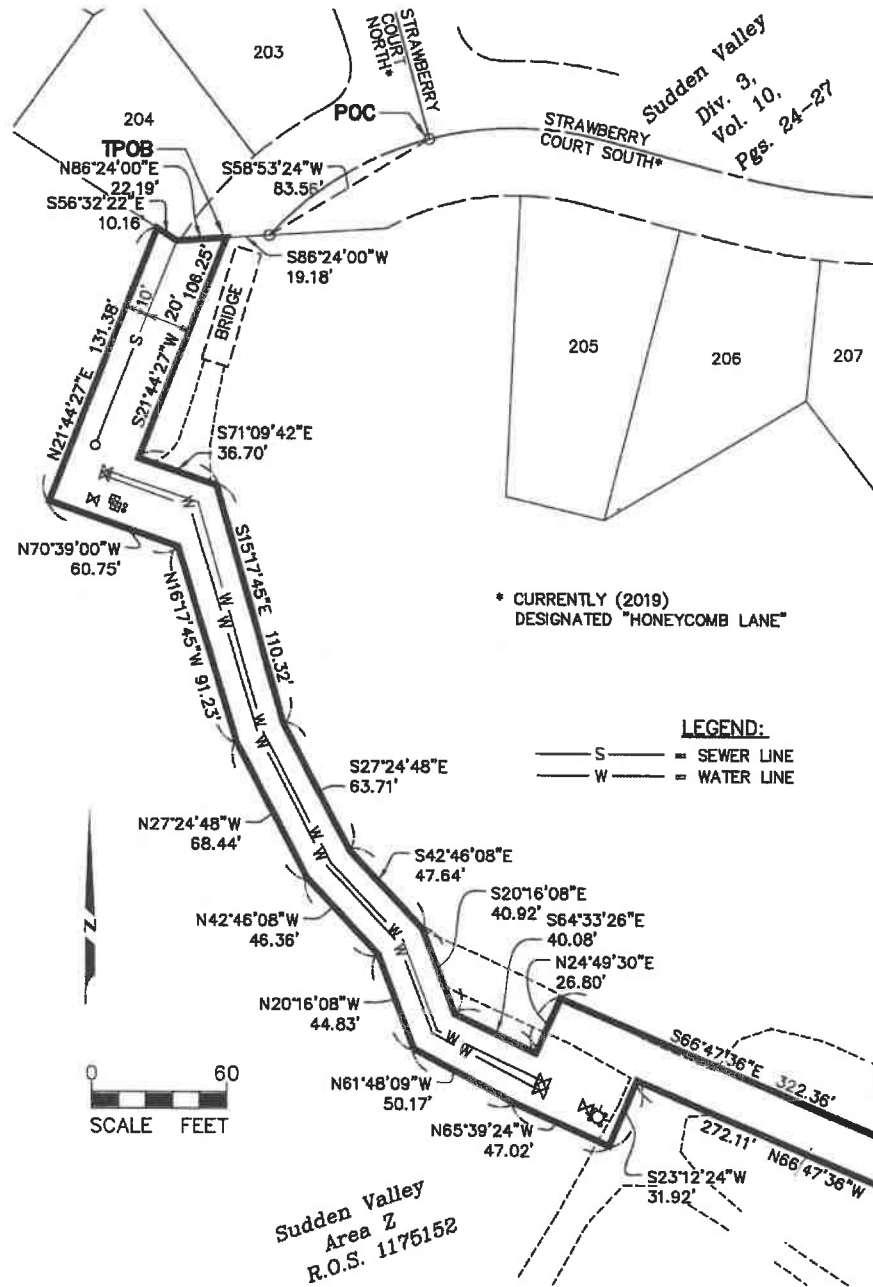 203
STRAWBERRY
COURT
NORTH*
Sudden Valley
Div. 3,
Vol. 10,
Pgs. 24-27
204
POC
STRAWBERRY
COURT SOUTH*
TPOB
N86°24'00"E
22.19'
S58°53'24"W
83.56'
S56°32'22"E
10.16'
S86°24'00"W
19.18'
10'
20'
N21°44'27"E 131.38'
S
S21°44'27"W 106.25'
BRIDGE
205
206
207
S71°09'42"E
36.70'
N70°39'00"W
60.75'
N16°17'45"W 91.23'
S15°17'45"E 110.32'
W
W
* CURRENTLY (2019)
DESIGNATED "HONEYCOMB LANE"
W
W
LEGEND:
S = SEWER LINE
W = WATER LINE
S27°24'48"E
63.71'
N27°24'48"W
68.44'
W
W
S42°46'08"E
47.64'
S20°16'08"E
40.92'
S64°33'26"E
40.08'
N24°49'30"E
26.80'
N42°46'08"W
46.36'
W
W
Z
N20°16'08"W
44.83'
W W
S66°47'36"E 322.36'
0 60
SCALE FEET
N61°48'09"W
50.17'
N65°39'24"W
47.02'
272.11' N66°47'36"W
S23°12'24"W
31.92'
Sudden Valley
Area Z
R.O.S. 1175152